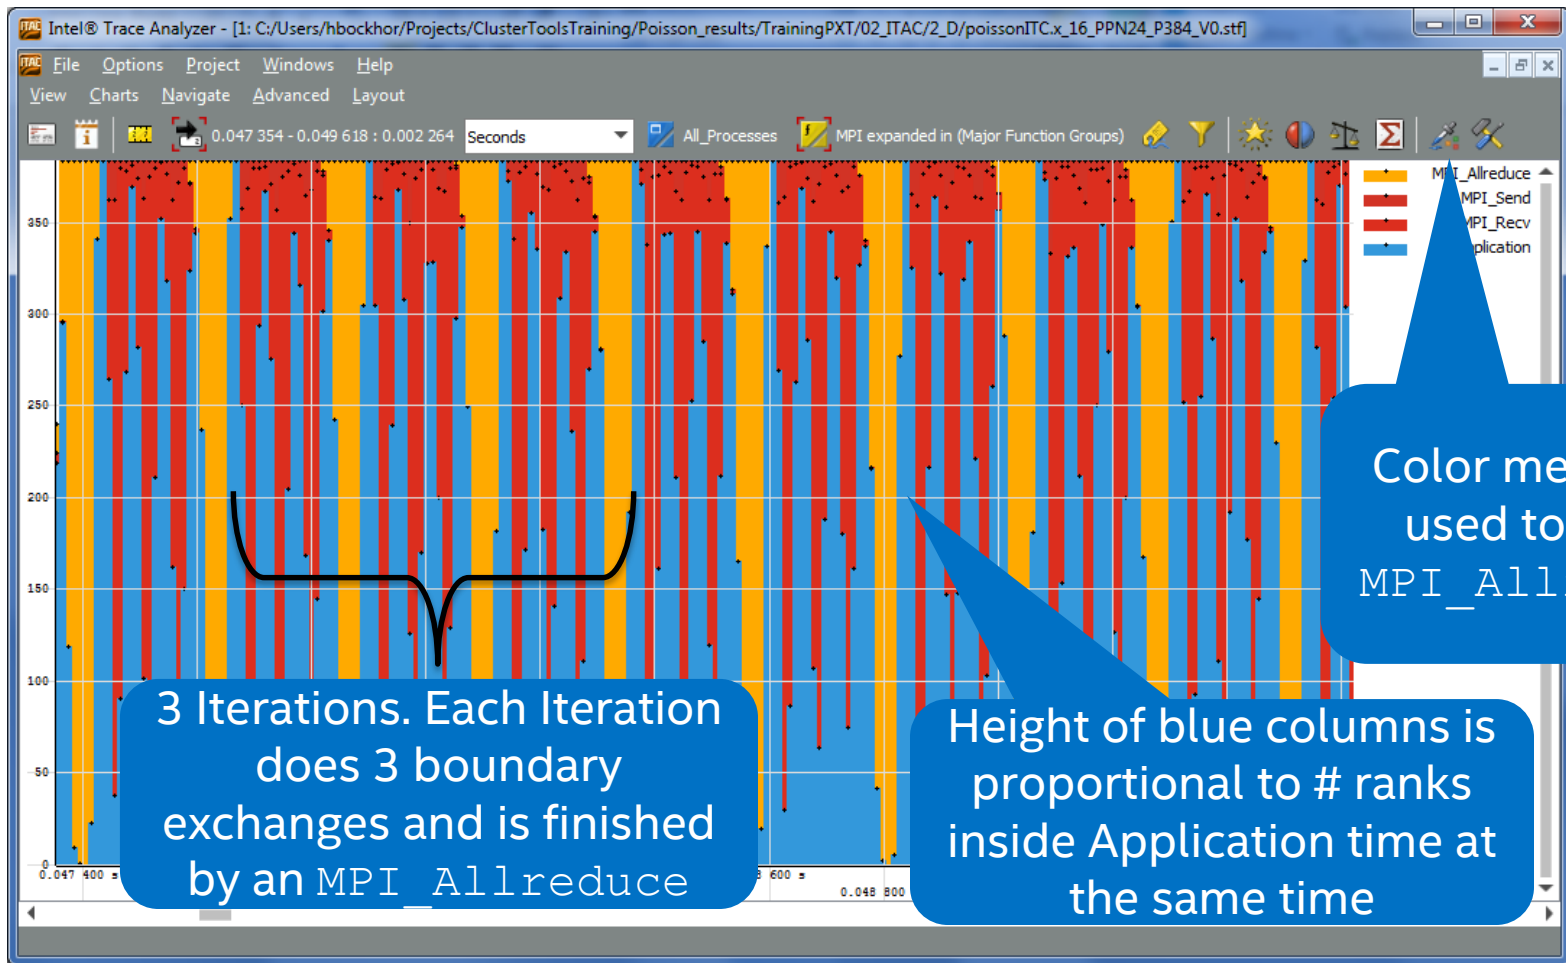 Intel® Trace Analyzer - [1: C:/Users/hbockhor/Projects/ClusterToolsTraining/Poisson_results/TrainingPXT/02_ITAC/2_D/poissonITC.x_16_PPN24_P384_V0.stf]
File Options Project Windows Help
View Charts Navigate Advanced Layout
0.047 354 - 0.049 618 : 0.002 264 Seconds All_Processes MPI expanded in (Major Function Groups)
MPI_Allreduce
MPI_Send
MPI_Recv
plication
350
300
250
200
150
100
50
0
0.047 400 s
600 s
0.048 800
Color me
used to
MPI_All
3 Iterations. Each Iteration
does 3 boundary
exchanges and is finished
by an MPI_Allreduce
Height of blue columns is
proportional to # ranks
inside Application time at
the same time